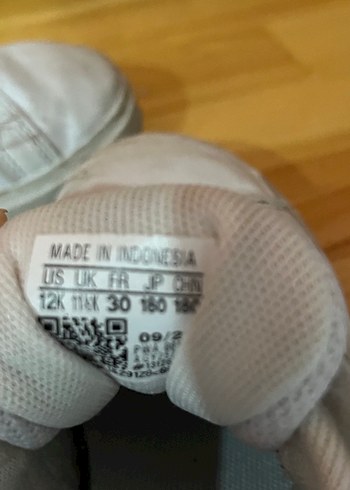 MADE IN INDONESIA
US UK FR JP CHN
12K 11½K 30 180 180
09/2